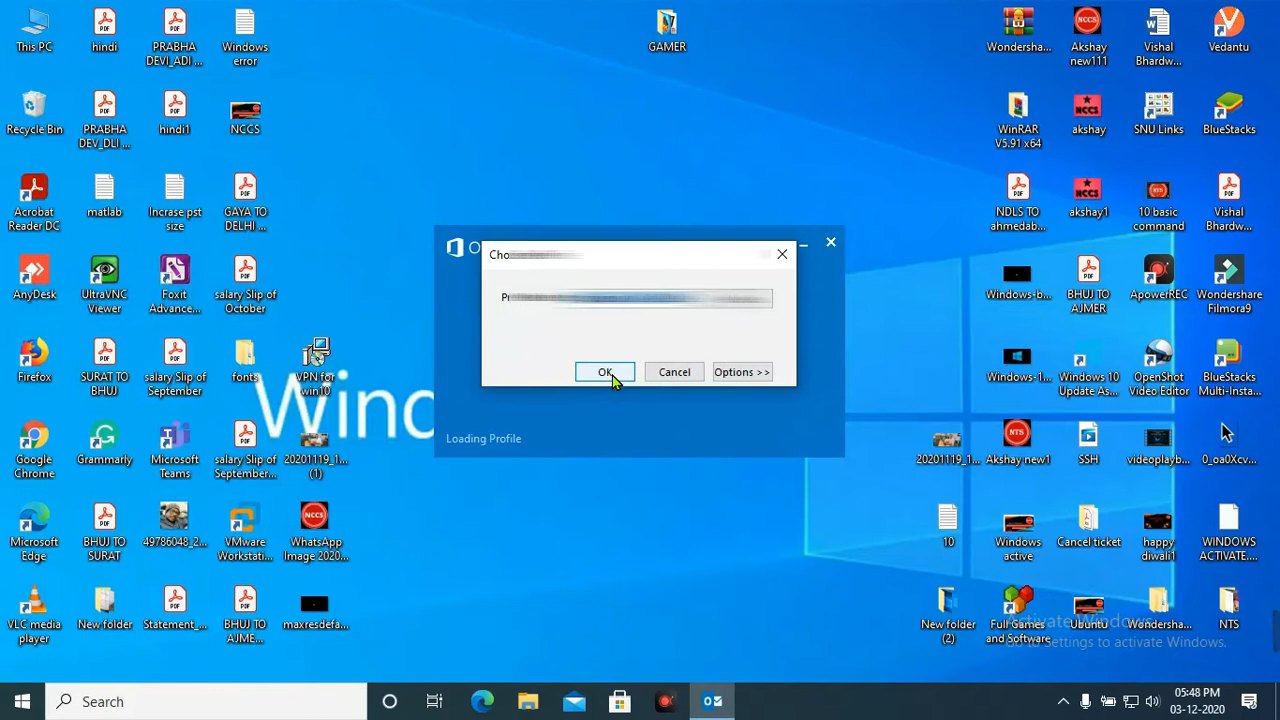 This PC
hindi
PRABHA
DEVI_ADI ...
Windows
error
GAMER
Wondersha...
Akshay
new111
Vishal
Bhardw...
Vedantu
Recycle Bin
PRABHA
DEV_DLI ...
hindi1
NCCS
WinRAR
V5.91 x64
NCCS
akshay
SNU Links
BlueStacks
Acrobat
Reader DC
matlab
Incrase pst
size
GAYA TO
DELHI ...
NDLS TO
ahmedab...
akshay1
10 basic
command
Vishal
Bhardw...
Cho
Loading Profile
OK
Cancel
Options >>
AnyDesk
UltraVNC
Viewer
Foxit
Advance...
salary Slip of
October
Windows-b...
BHUJ TO
AJMER
ApowerREC
Wondershare
Filmora9
Firefox
SURAT TO
BHUJ
salary Slip of
September
fonts
VPN for
win10
Windows-1...
Windows 10
Update As...
OpenShot
Video Editor
BlueStacks
Multi-Insta...
Google
Chrome
Grammarly
Microsoft
Teams
salary Slip of
September...
20201119_1...
(1)
20201119_1...
Akshay new1
SSH
videoplayb...
0_oa0Xcv...
Microsoft
Edge
BHUJ TO
SURAT
49786048_2...
VMware
Workstati...
WhatsApp
Image 2020...
10
Windows
active
Cancel ticket
happy
diwali1
WINDOWS
ACTIVATE....
VLC media
player
New folder
Statement_...
BHUJ TO
AJME...
maxresdefa...
New folder
(2)
Full Games
and Software
Ubuntu
Wondersha...
NTS
Activate Windows
Go to Settings to activate Windows.
Search
05:48 PM
03-12-2020